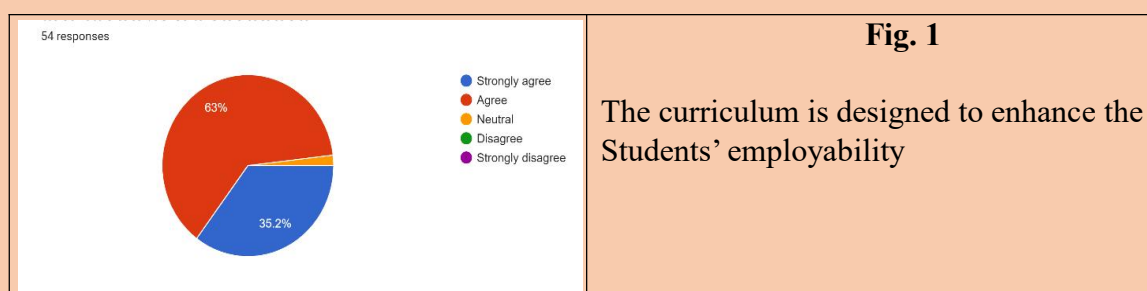 54 responses
63%
35.2%
Strongly agree
Agree
Neutral
Disagree
Strongly disagree
Fig. 1
The curriculum is designed to enhance the
Students’ employability